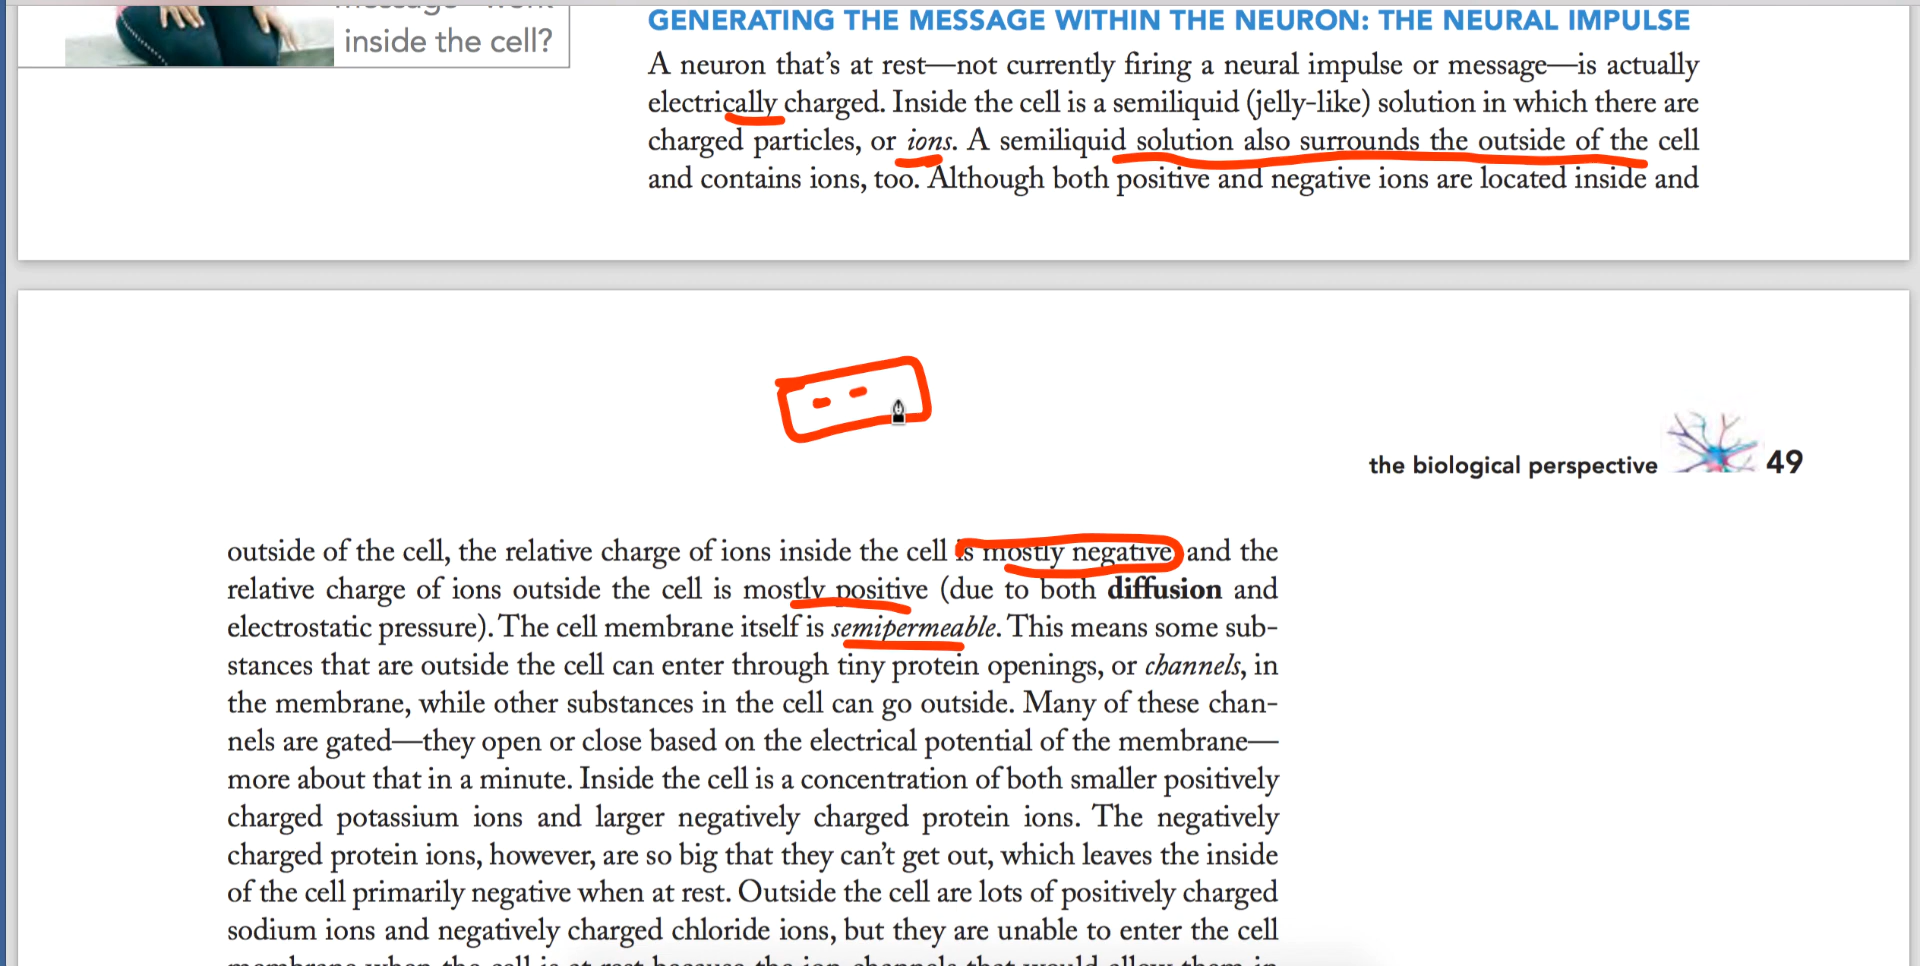 inside the cell?
GENERATING THE MESSAGE WITHIN THE NEURON: THE NEURAL IMPULSE
A neuron that’s at rest—not currently firing a neural impulse or message—is actually
electrically charged. Inside the cell is a semiliquid (jelly-like) solution in which there are
charged particles, or ions. A semiliquid solution also surrounds the outside of the cell
and contains ions, too. Although both positive and negative ions are located inside and
the biological perspective 49
outside of the cell, the relative charge of ions inside the cell is mostly negative and the
relative charge of ions outside the cell is mostly positive (due to both diffusion and
electrostatic pressure). The cell membrane itself is semipermeable. This means some sub-
stances that are outside the cell can enter through tiny protein openings, or channels, in
the membrane, while other substances in the cell can go outside. Many of these chan-
nels are gated—they open or close based on the electrical potential of the membrane—
more about that in a minute. Inside the cell is a concentration of both smaller positively
charged potassium ions and larger negatively charged protein ions. The negatively
charged protein ions, however, are so big that they can’t get out, which leaves the inside
of the cell primarily negative when at rest. Outside the cell are lots of positively charged
sodium ions and negatively charged chloride ions, but they are unable to enter the cell